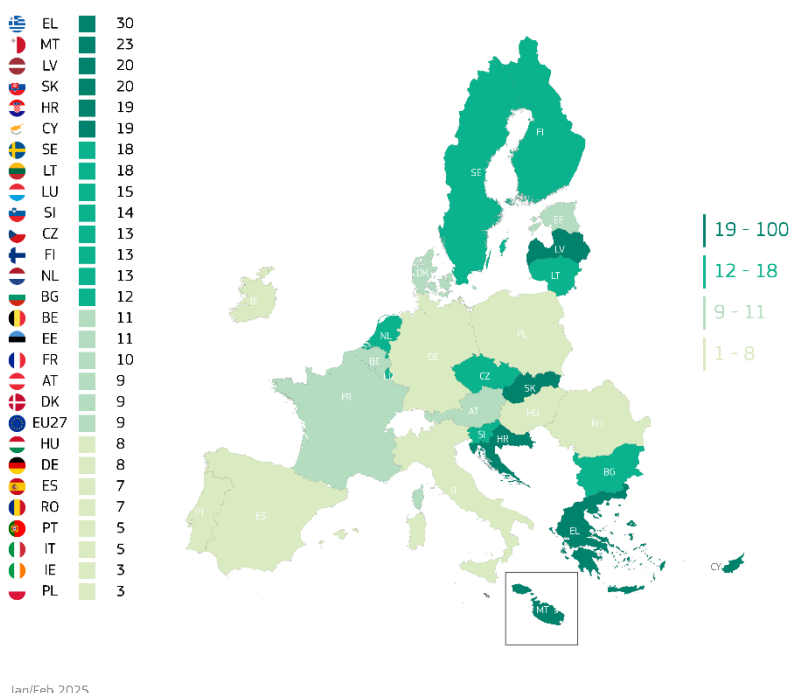 EL 30
MT 23
LV 20
SK 20
HR 19
CY 19
SE 18
LT 18
LU 15
SI 14
CZ 13
FI 13
NL 13
BG 12
BE 11
EE 11
FR 10
AT 9
DK 9
EU27 9
HU 8
DE 8
ES 7
RO 7
PT 5
IT 5
IE 3
PL 3
FI
SE
EE
LV
LT
DK
IE
NL
PL
BE
DE
CZ
SK
FR
AT
HU
RO
SI
HR
BG
IT
PT
ES
EL
CY
MT
19 - 100
12 - 18
9 - 11
1 - 8
Jan/Feb 2025